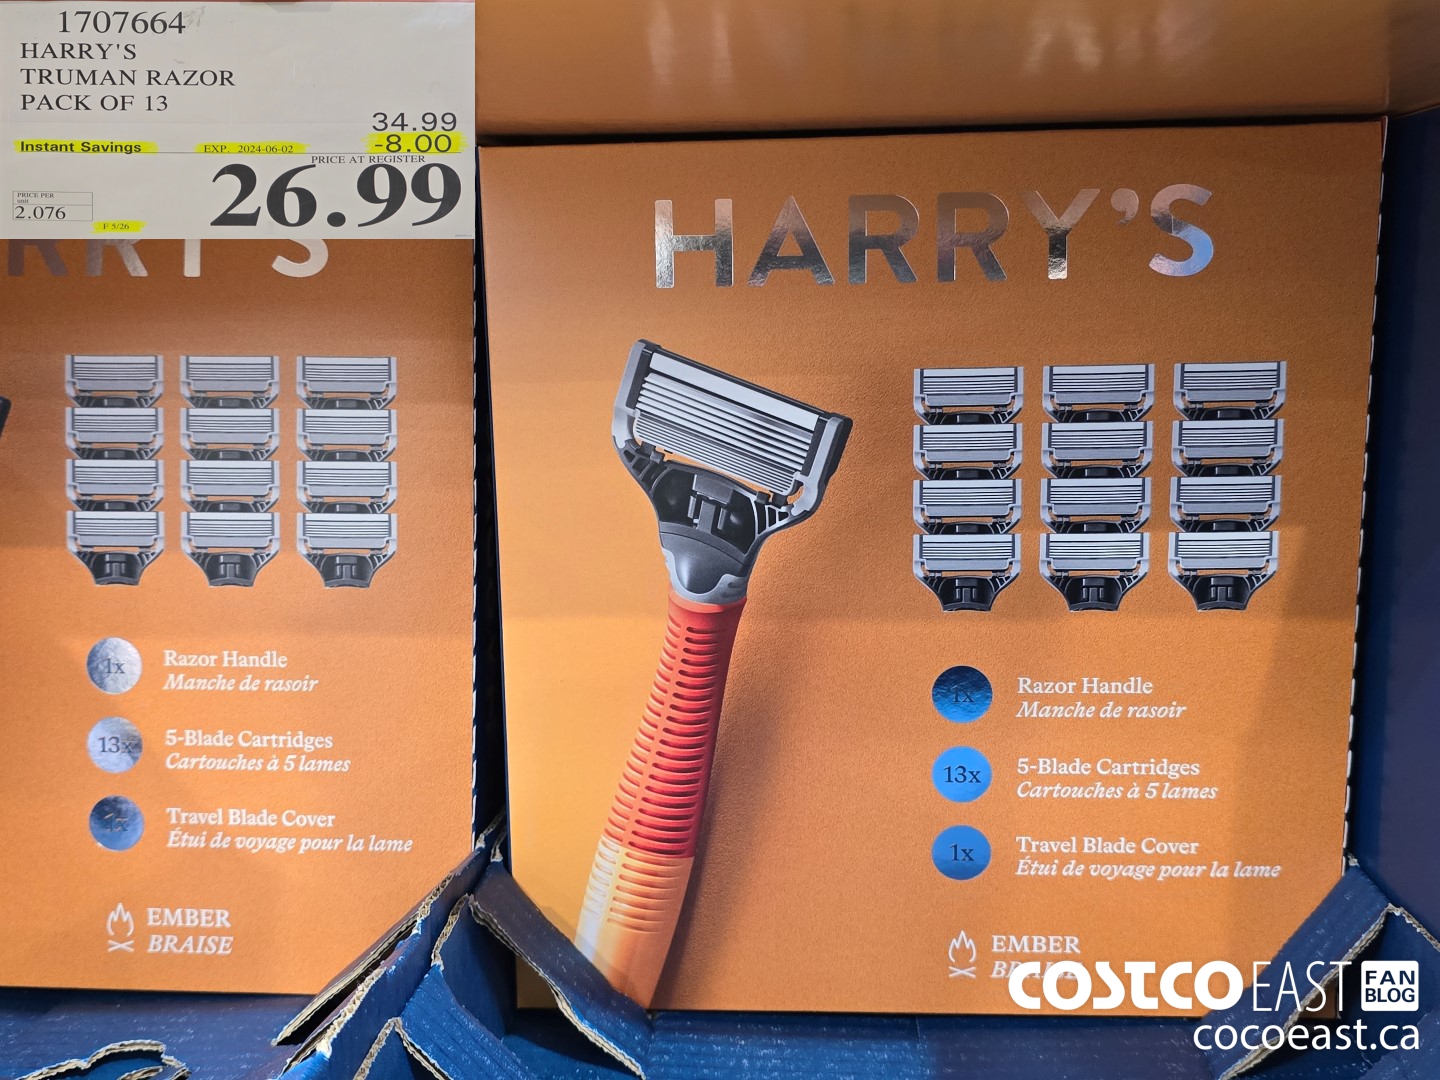 1707664
HARRY'S
TRUMAN RAZOR
PACK OF 13
34.99
Instant Savings EXP. 2024-06-02 -8.00
PRICE AT REGISTER
26.99
PRICE PER
unit
2.076
F 5/26
HARRY'S
1x Razor Handle
Manche de rasoir
13x 5-Blade Cartridges
Cartouches à 5 lames
1x Travel Blade Cover
Étui de voyage pour la lame
EMBER
BRAISE
HARRY'S
1x Razor Handle
Manche de rasoir
13x 5-Blade Cartridges
Cartouches à 5 lames
1x Travel Blade Cover
Étui de voyage pour la lame
EMBER
BRAISE
COSTCO EAST FAN BLOG
cocoeast.ca